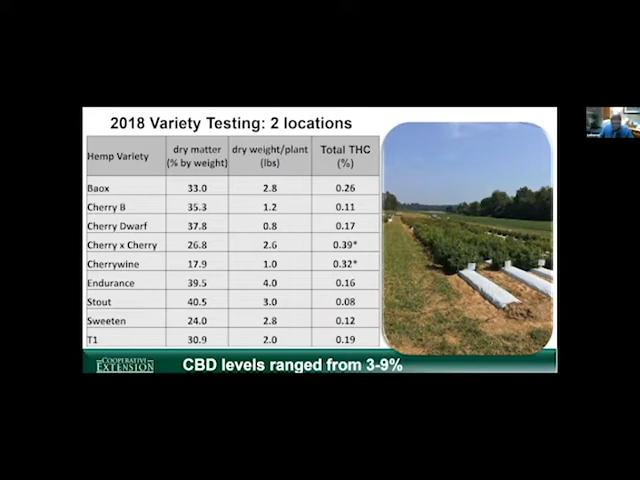 2018 Variety Testing: 2 locations
Hemp Variety dry matter (% by weight) dry weight/plant (lbs) Total THC (%)
Baox 33.0 2.8 0.26
Cherry B 35.3 1.2 0.11
Cherry Dwarf 37.8 0.8 0.17
Cherry x Cherry 26.8 2.6 0.39*
Cherrywine 17.9 1.0 0.32*
Endurance 39.5 4.0 0.16
Stout 40.5 3.0 0.08
Sweeten 24.0 2.8 0.12
T1 30.9 2.0 0.19
COOPERATIVE
EXTENSION
CBD levels ranged from 3-9%